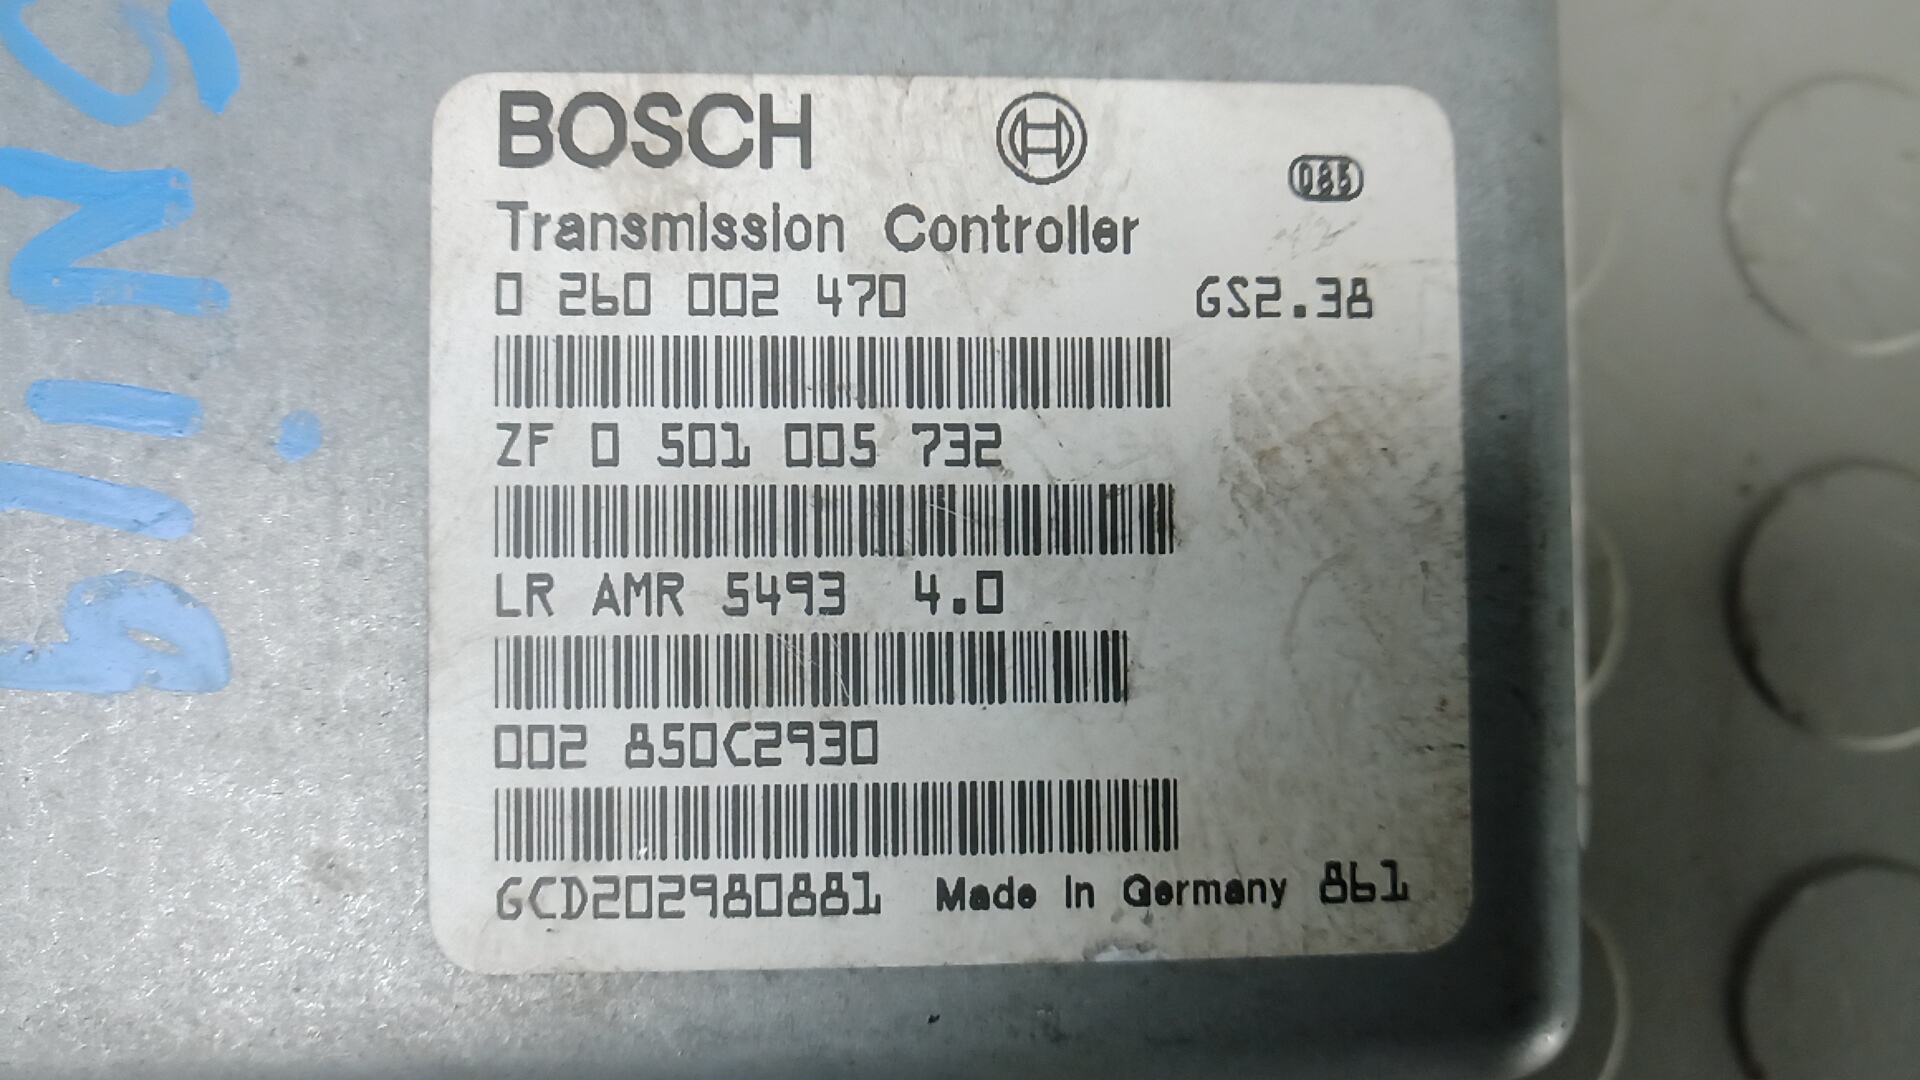 BOSCH
Transmission Controller
0 260 002 470 GS2.38
ZF 0 501 005 732
LR AMR 5493 4.0
002 850C2930
GCD202980881 Made in Germany 861